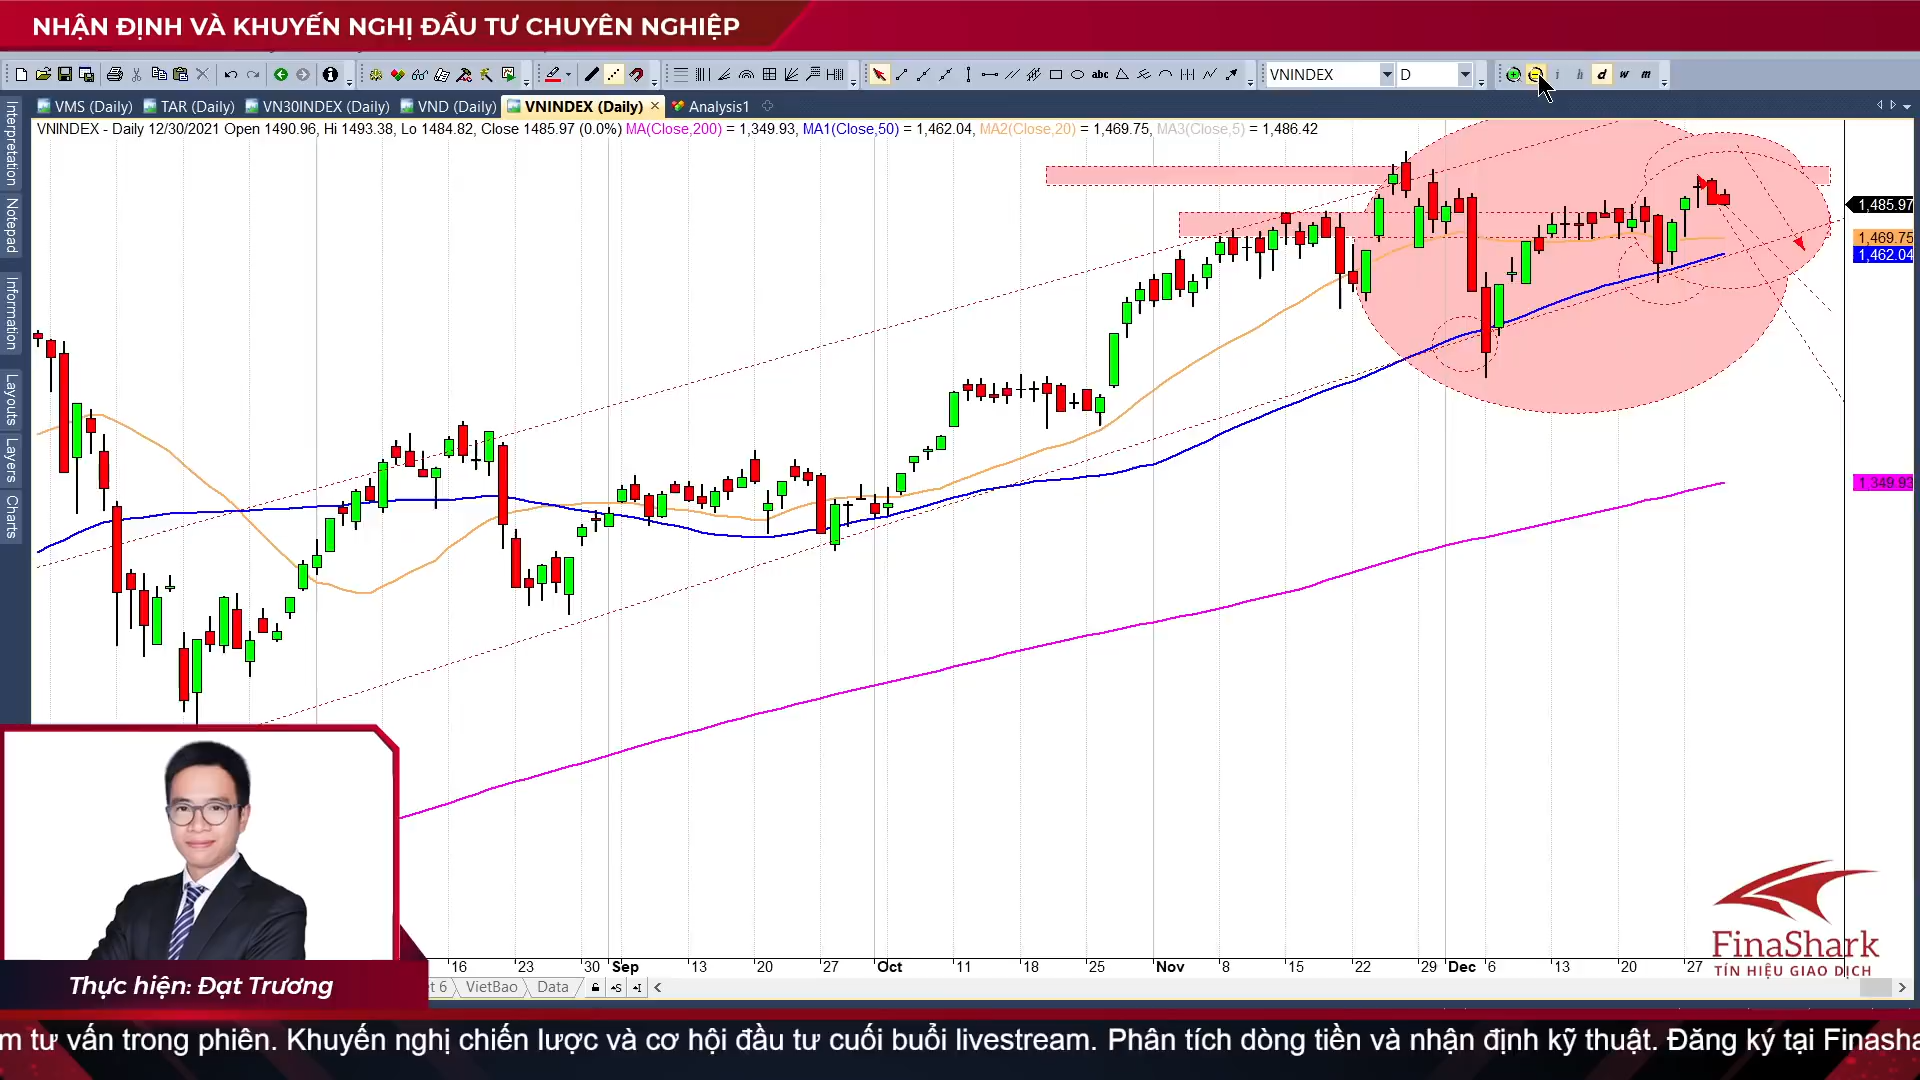 NHẬN ĐỊNH VÀ KHUYẾN NGHỊ ĐẦU TƯ CHUYÊN NGHIỆP
abc VNINDEX D i h d w m
VMS (Daily) TAR (Daily) VN30INDEX (Daily) VND (Daily) VNINDEX (Daily) Analysis1
VNINDEX - Daily 12/30/2021 Open 1490.96, Hi 1493.38, Lo 1484.82, Close 1485.97 (0.0%) MA(Close,200) = 1,349.93, MA1(Close,50) = 1,462.04, MA2(Close,20) = 1,469.75, MA3(Close,5) = 1,486.42
Interpretation
Notepad
Information
Layouts
Layers
Charts
1,485.97
1,469.75
1,462.04
1,349.93
FinaShark
TÍN HIỆU GIAO DỊCH
16 23 30 Sep 13 20 27 Oct 11 18 25 Nov 8 15 22 29 Dec 6 13 20 27
et 6 VietBao Data
Thực hiện: Đạt Trương
tư vấn trong phiên. Khuyến nghị chiến lược và cơ hội đầu tư cuối buổi livestream. Phân tích dòng tiền và nhận định kỹ thuật. Đăng ký tại Finasha